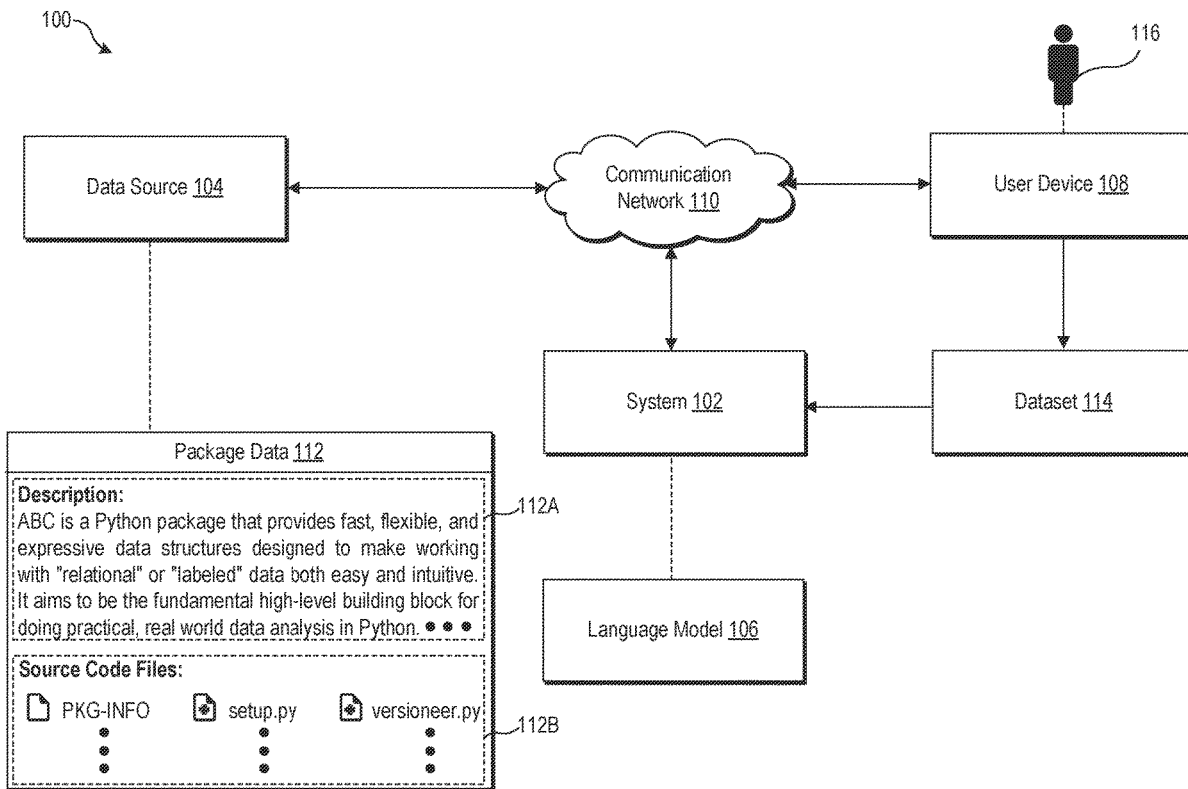 100
116
Data Source 104
Communication
Network 110
User Device 108
System 102
Dataset 114
Package Data 112
Description:
ABC is a Python package that provides fast, flexible, and
expressive data structures designed to make working
with "relational" or "labeled" data both easy and intuitive.
It aims to be the fundamental high-level building block for
doing practical, real world data analysis in Python.
112A
Language Model 106
Source Code Files:
PKG-INFO setup.py versioneer.py
112B